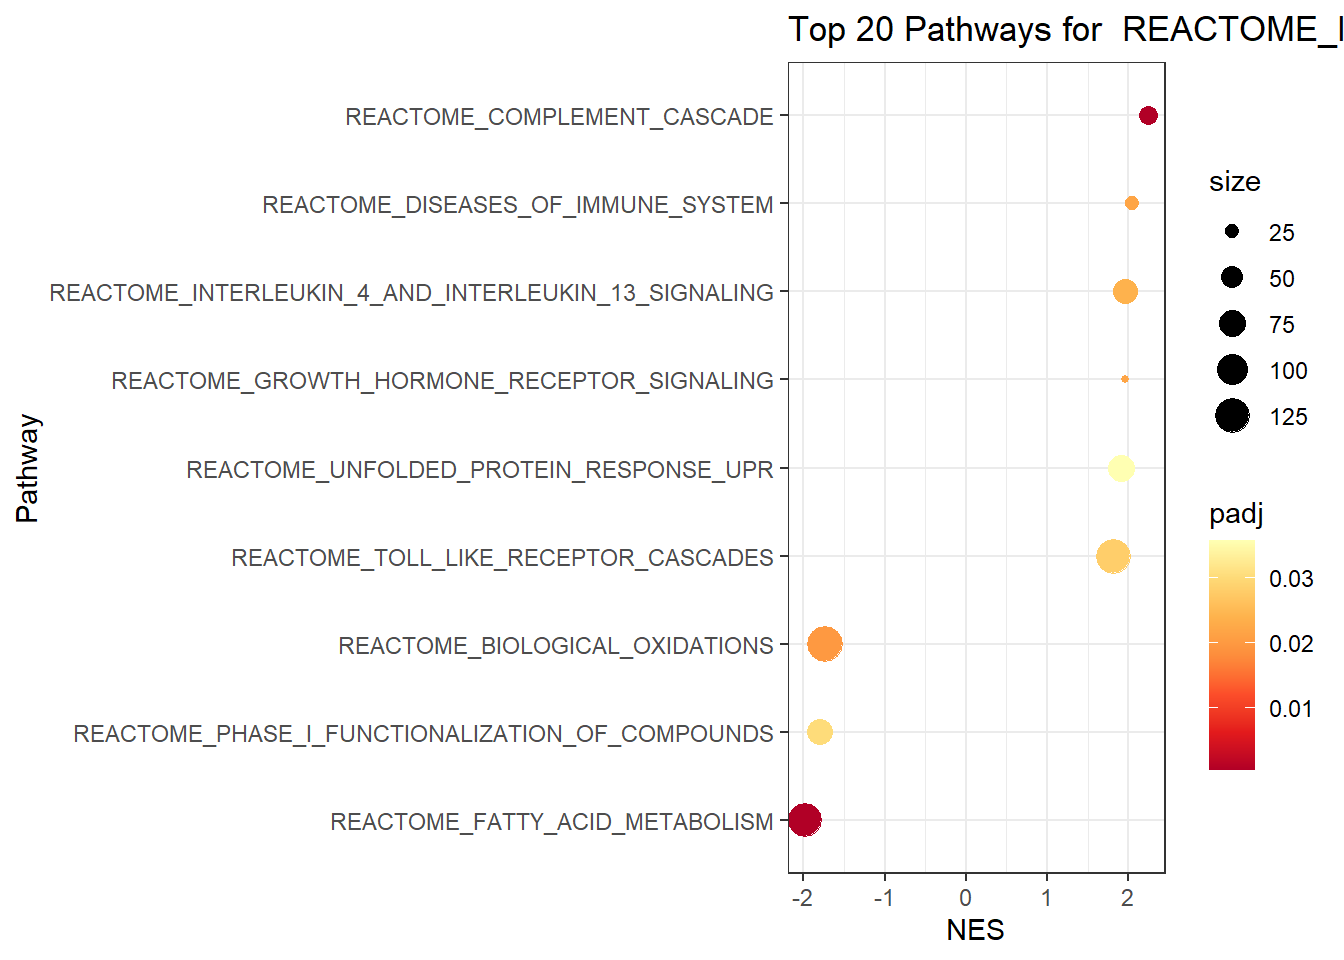 Top 20 Pathways for  REACTOME_
REACTOME_COMPLEMENT_CASCADE
REACTOME_DISEASES_OF_IMMUNE_SYSTEM
REACTOME_INTERLEUKIN_4_AND_INTERLEUKIN_13_SIGNALING
REACTOME_GROWTH_HORMONE_RECEPTOR_SIGNALING
REACTOME_UNFOLDED_PROTEIN_RESPONSE_UPR
REACTOME_TOLL_LIKE_RECEPTOR_CASCADES
REACTOME_BIOLOGICAL_OXIDATIONS
REACTOME_PHASE_I_FUNCTIONALIZATION_OF_COMPOUNDS
REACTOME_FATTY_ACID_METABOLISM
Pathway
-2 -1 0 1 2
NES
size
25
50
75
100
125
padj
0.03
0.02
0.01